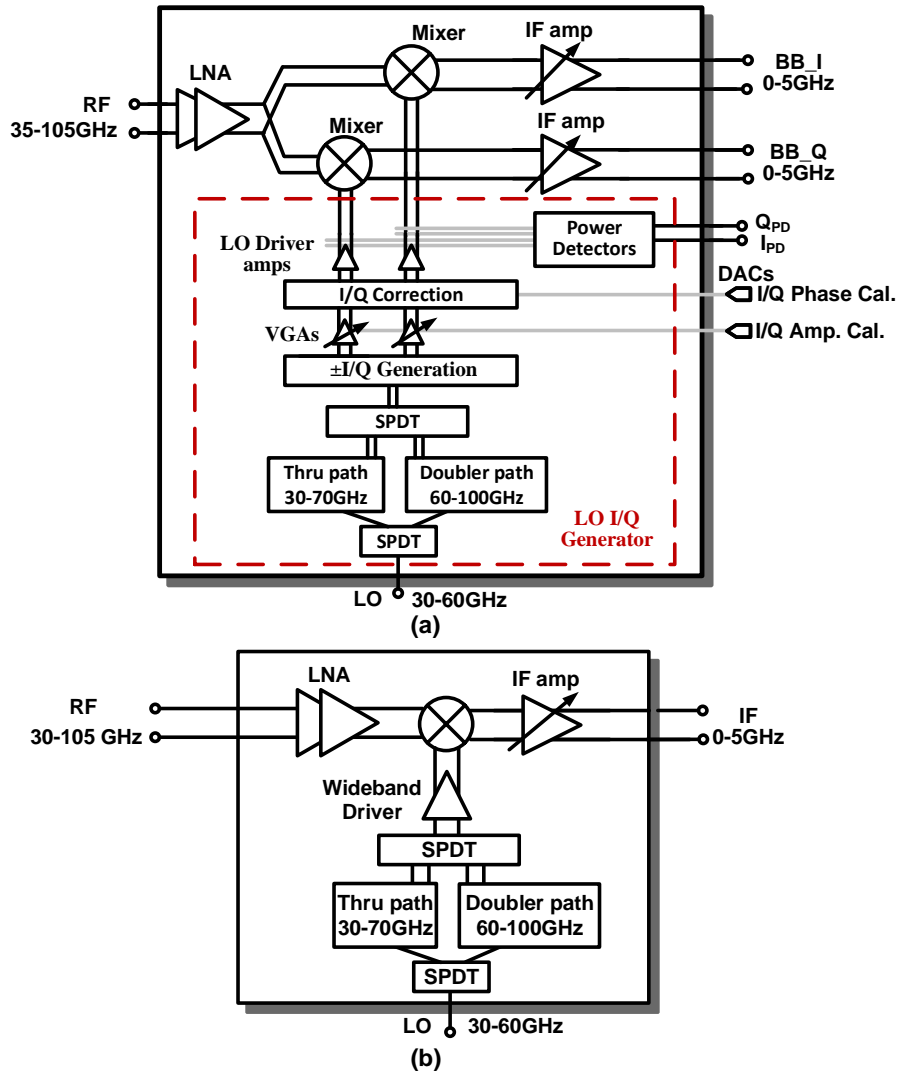 Mixer
IF amp
LNA
BB_I
0-5GHz
RF
35-105GHz
Mixer
IF amp
BB_Q
0-5GHz
LO Driver
amps
Power
Detectors
QPD
IPD
DACs
I/Q Correction
I/Q Phase Cal.
VGAs
I/Q Amp. Cal.
±I/Q Generation
SPDT
Thru path
30-70GHz
Doubler path
60-100GHz
LO I/Q
Generator
SPDT
LO
30-60GHz
(a)
LNA
IF amp
RF
30-105 GHz
IF
0-5GHz
Wideband
Driver
SPDT
Thru path
30-70GHz
Doubler path
60-100GHz
SPDT
LO
30-60GHz
(b)